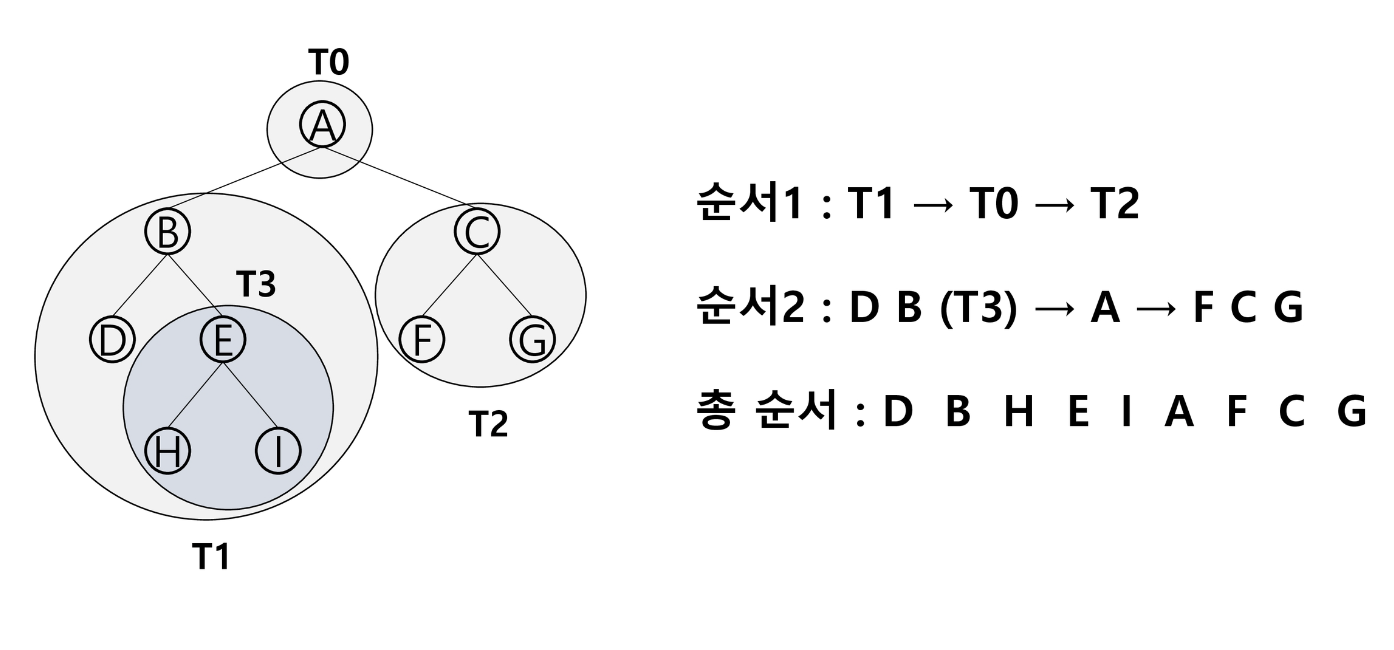 T0
A
B
C
T3
D
E
F
G
T2
H
I
T1
순서1 : T1 → T0 → T2
순서2 : D B (T3) → A → F C G
총 순서 : D B H E I A F C G